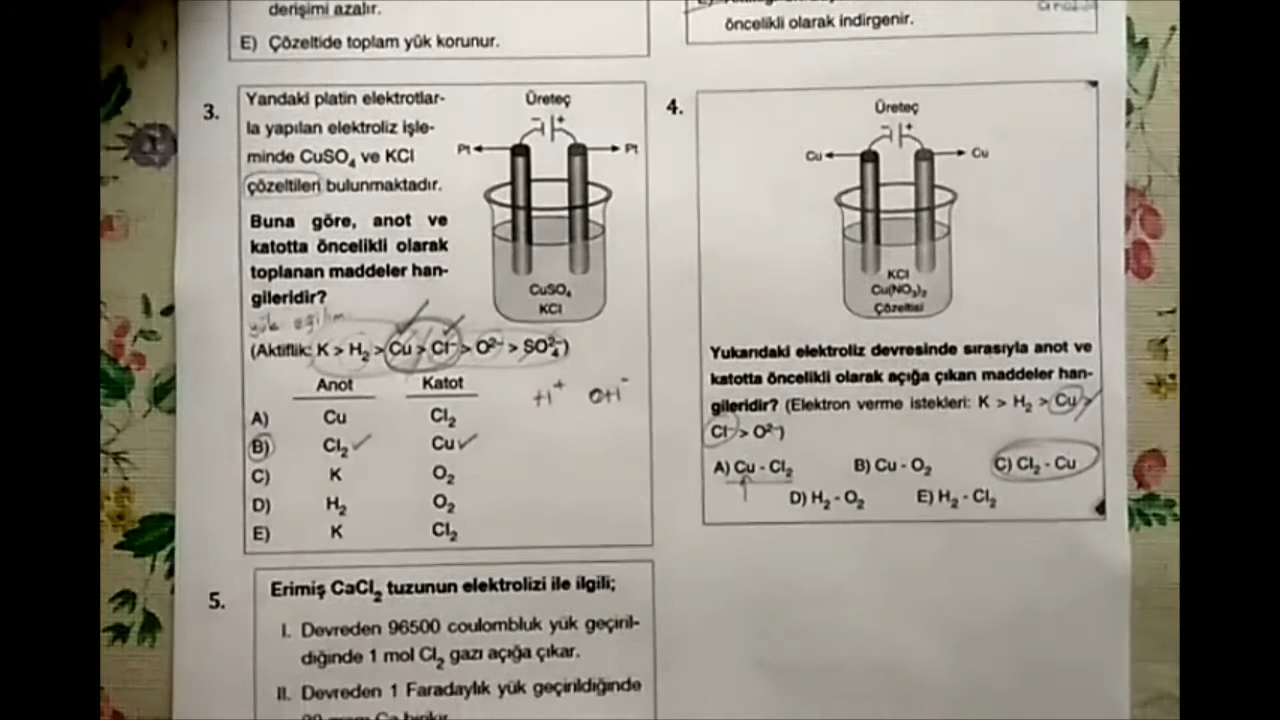 derişimi azalır.
E) Çözeltide toplam yük korunur.
öncelikli olarak indirgenir.
3.
Yandaki platin elektrotlar-
la yapılan elektroliz işle-
minde CuSO₄ ve KCl
çözeltileri bulunmaktadır.
Buna göre, anot ve
katotta öncelikli olarak
toplanan maddeler han-
gileridir?
Üreteç
- +
Pt
Pt
CuSO₄
KCl
yük eğilim
(Aktiflik: K > H₂ > Cu > Cl⁻ > O²⁻ > SO₄²⁻)
H⁺ OH⁻
Anot Katot
A) Cu Cl₂
B) Cl₂ Cu
C) K O₂
D) H₂ O₂
E) K Cl₂
4.
Üreteç
- +
Cu
Cu
KCl
Cu(NO₃)₂
Çözeltisi
Yukarıdaki elektroliz devresinde sırasıyla anot ve
katotta öncelikli olarak açığa çıkan maddeler han-
gileridir? (Elektron verme istekleri: K > H₂ > Cu >
Cl⁻ > O²⁻)
A) Cu - Cl₂ B) Cu - O₂ C) Cl₂ - Cu
D) H₂ - O₂ E) H₂ - Cl₂
5.
Erimiş CaCl₂ tuzunun elektrolizi ile ilgili;
I. Devreden 96500 coulombluk yük geçiril-
diğinde 1 mol Cl₂ gazı açığa çıkar.
II. Devreden 1 Faradaylık yük geçirildiğinde